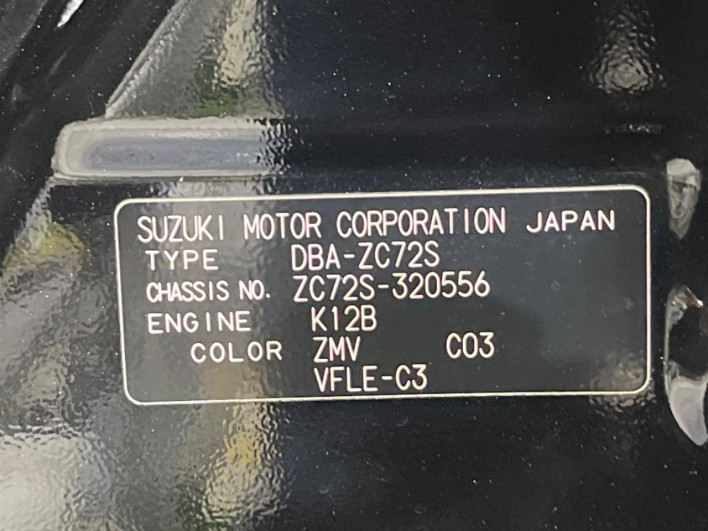 SUZUKI MOTOR CORPORATION JAPAN
TYPE DBA-ZC72S
CHASSIS NO. ZC72S-320556
ENGINE K12B
COLOR ZMV C03
VFLE-C3